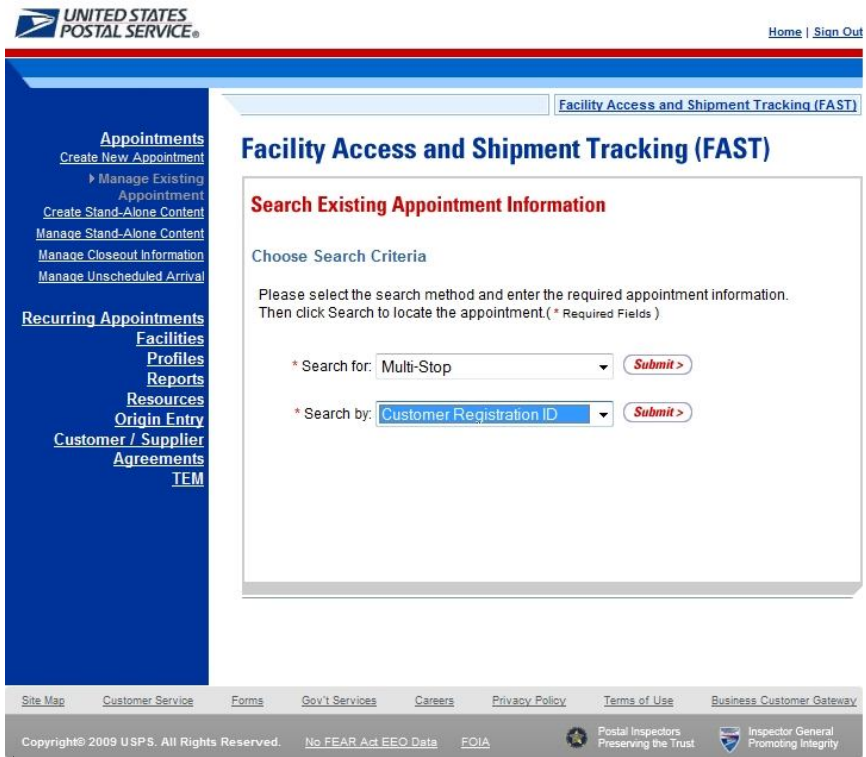 UNITED STATES
POSTAL SERVICE®
Home | Sign Out
Facility Access and Shipment Tracking (FAST)
Appointments
Create New Appointment
Manage Existing
Appointment
Create Stand-Alone Content
Manage Stand-Alone Content
Manage Closeout Information
Manage Unscheduled Arrival
Recurring Appointments
Facilities
Profiles
Reports
Resources
Origin Entry
Customer / Supplier
Agreements
TEM
Facility Access and Shipment Tracking (FAST)
Search Existing Appointment Information
Choose Search Criteria
Please select the search method and enter the required appointment information.
Then click Search to locate the appointment.( * Required Fields )
* Search for: Multi-Stop Submit >
* Search by: Customer Registration ID Submit >
Site Map Customer Service Forms Gov't Services Careers Privacy Policy Terms of Use Business Customer Gateway
Copyright© 2009 USPS. All Rights Reserved. No FEAR Act EEO Data FOIA
Postal Inspectors
Preserving the Trust
Inspector General
Promoting Integrity